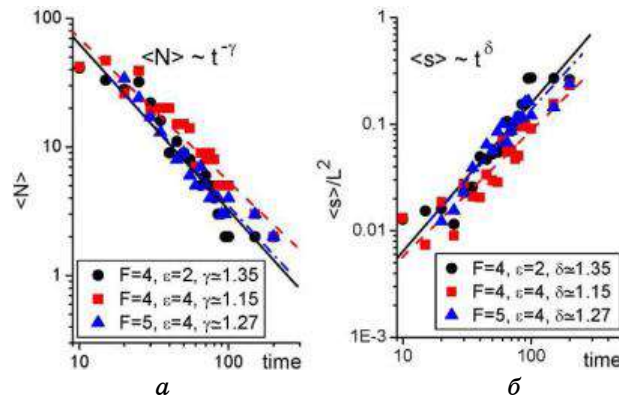 100
10
1
<N>
<N> ~ t^-γ
F=4, ε=2, γ≃1.35
F=4, ε=4, γ≃1.15
F=5, ε=4, γ≃1.27
10 100 time
а
1
0.1
0.01
1E-3
<s>/L²
<s> ~ t^δ
F=4, ε=2, δ≃1.35
F=4, ε=4, δ≃1.15
F=5, ε=4, δ≃1.27
10 100 time
б